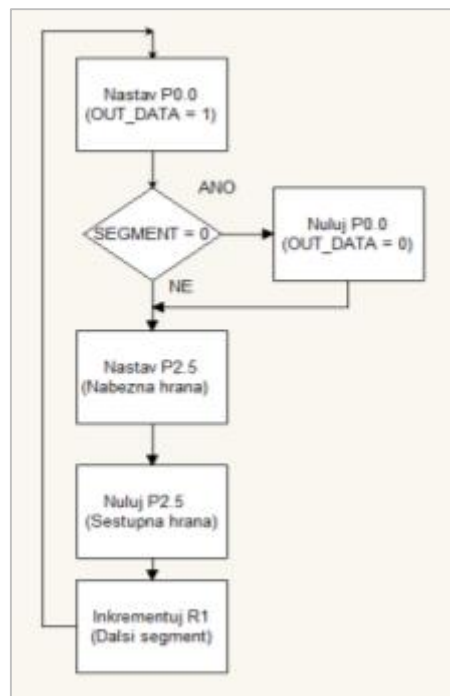 Nastav P0.0
(OUT_DATA = 1)
ANO
SEGMENT = 0
Nuluj P0.0
(OUT_DATA = 0)
NE
Nastav P2.5
(Nabezna hrana)
Nuluj P2.5
(Sestupna hrana)
Inkrementuj R1
(Dalsi segment)